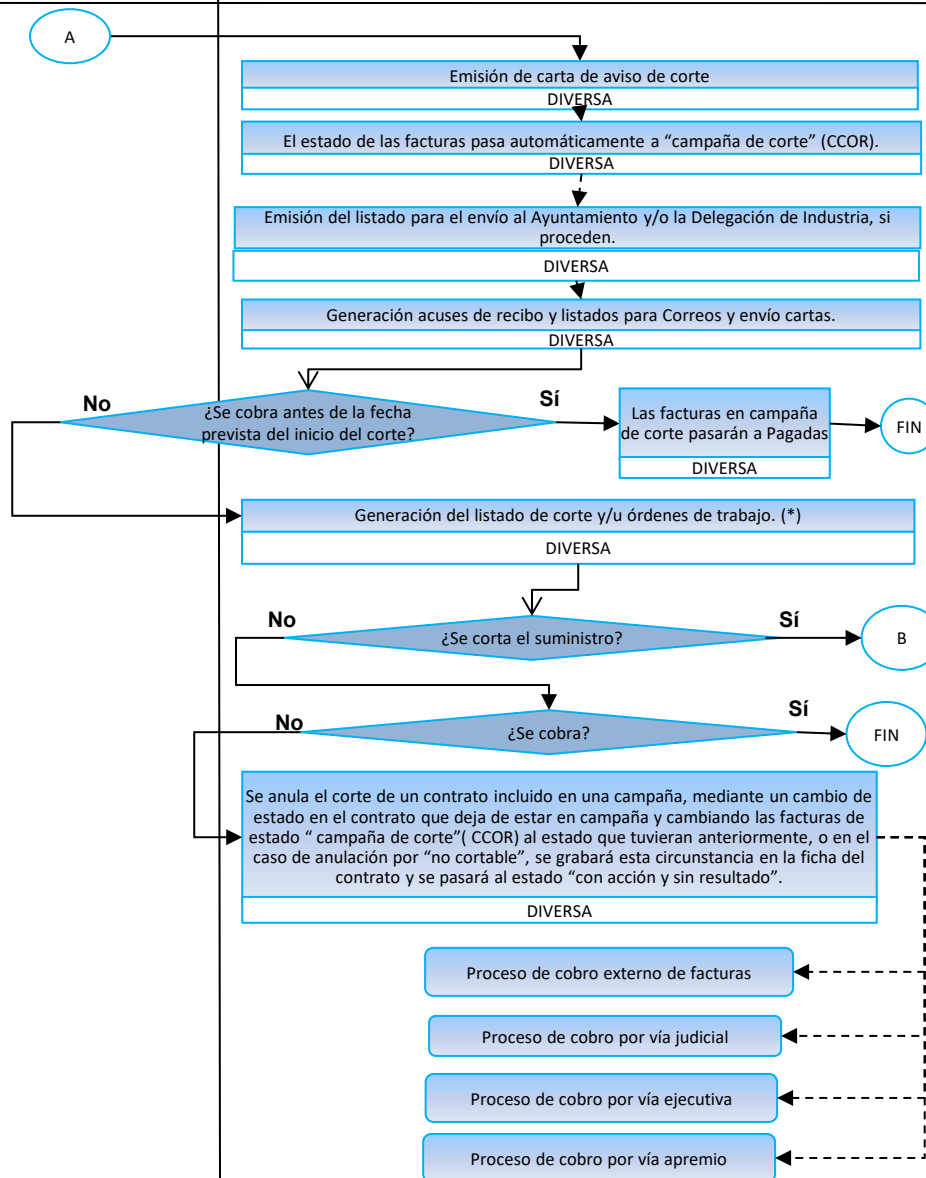 A
Emisión de carta de aviso de corte
DIVERSA
El estado de las facturas pasa automáticamente a “campaña de corte” (CCOR).
DIVERSA
Emisión del listado para el envío al Ayuntamiento y/o la Delegación de Industria, si
proceden.
DIVERSA
Generación acuses de recibo y listados para Correos y envío cartas.
DIVERSA
No
¿Se cobra antes de la fecha
prevista del inicio del corte?
Sí
Las facturas en campaña
de corte pasarán a Pagadas
DIVERSA
FIN
Generación del listado de corte y/u órdenes de trabajo. (*)
DIVERSA
No
¿Se corta el suministro?
Sí
B
No
¿Se cobra?
Sí
FIN
Se anula el corte de un contrato incluido en una campaña, mediante un cambio de
estado en el contrato que deja de estar en campaña y cambiando las facturas de
estado “ campaña de corte”( CCOR) al estado que tuvieran anteriormente, o en el
caso de anulación por “no cortable”, se grabará esta circunstancia en la ficha del
contrato y se pasará al estado “con acción y sin resultado”.
DIVERSA
Proceso de cobro externo de facturas
Proceso de cobro por vía judicial
Proceso de cobro por vía ejecutiva
Proceso de cobro por vía apremio